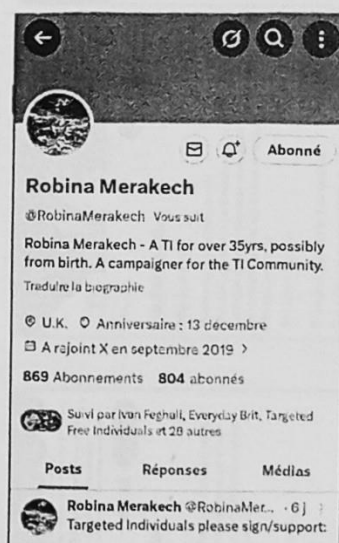 Abonné
Robina Merakech
@RobinaMerakech Vous suit
Robina Merakech - A TI for over 35yrs, possibly
from birth. A campaigner for the TI Community.
Traduire la biographie
U.K. Anniversaire : 13 décembre
A rejoint X en septembre 2019 >
869 Abonnements 804 abonnés
Suivi par Ivan Feghuli, Everyday Brit, Targeted
Free Individuals et 28 autres
Posts Réponses Médias
Robina Merakech @RobinaMer... · 6 j
Targeted Individuals please sign/support: